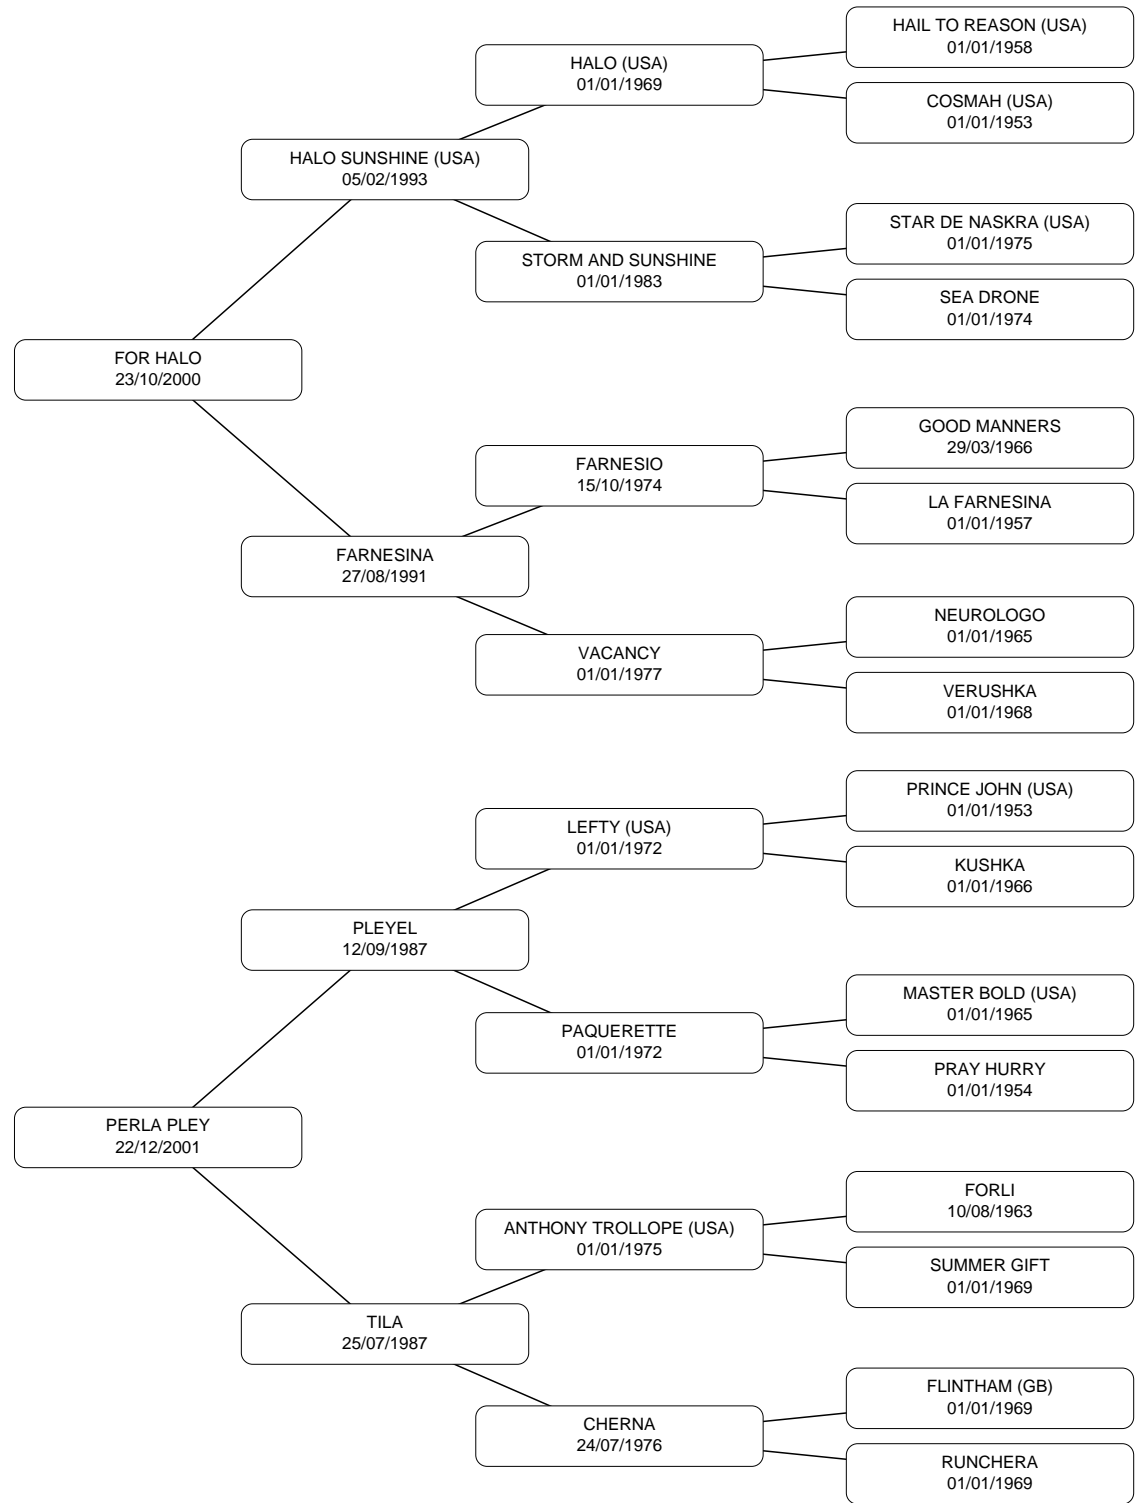 HAIL TO REASON (USA)
01/01/1958
HALO (USA)
01/01/1969
COSMAH (USA)
01/01/1953
HALO SUNSHINE (USA)
05/02/1993
STAR DE NASKRA (USA)
01/01/1975
STORM AND SUNSHINE
01/01/1983
SEA DRONE
01/01/1974
FOR HALO
23/10/2000
GOOD MANNERS
29/03/1966
FARNESIO
15/10/1974
LA FARNESINA
01/01/1957
FARNESINA
27/08/1991
NEUROLOGO
01/01/1965
VACANCY
01/01/1977
VERUSHKA
01/01/1968
PRINCE JOHN (USA)
01/01/1953
LEFTY (USA)
01/01/1972
KUSHKA
01/01/1966
PLEYEL
12/09/1987
MASTER BOLD (USA)
01/01/1965
PAQUERETTE
01/01/1972
PRAY HURRY
01/01/1954
PERLA PLEY
22/12/2001
FORLI
10/08/1963
ANTHONY TROLLOPE (USA)
01/01/1975
SUMMER GIFT
01/01/1969
TILA
25/07/1987
FLINTHAM (GB)
01/01/1969
CHERNA
24/07/1976
RUNCHERA
01/01/1969